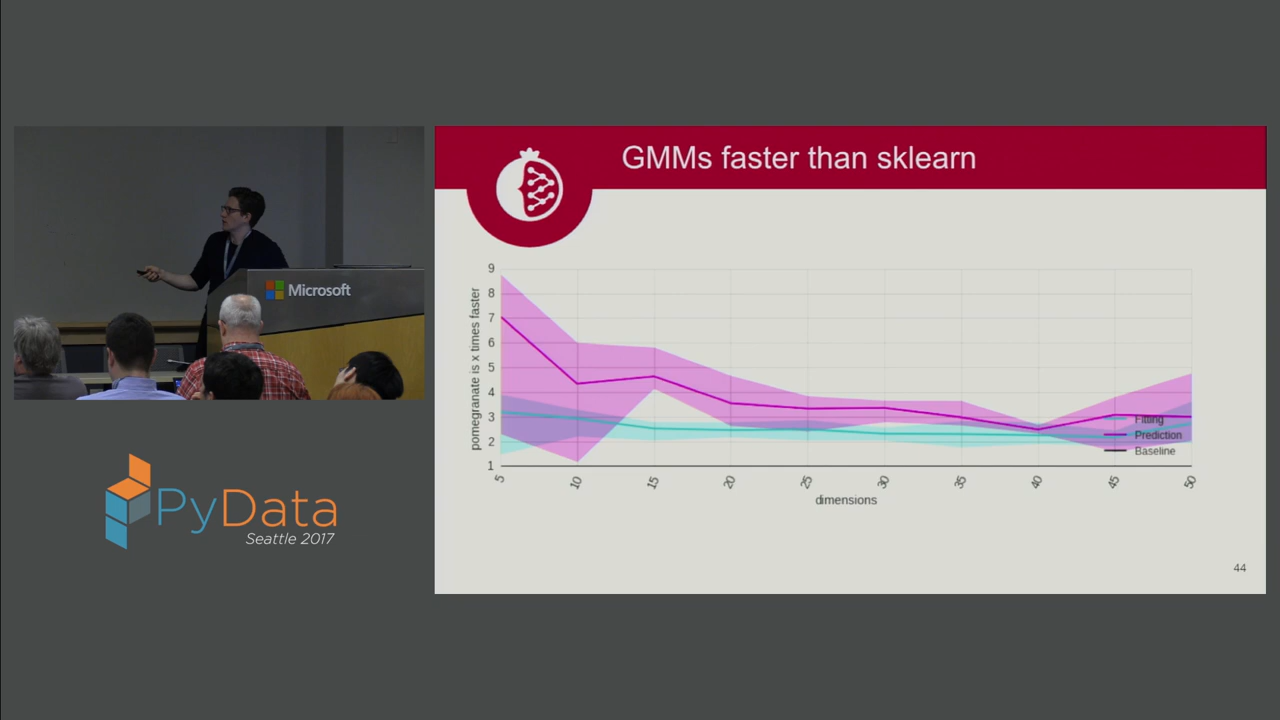 GMMs faster than sklearn
Microsoft
pomegranate is x times faster
9
8
7
6
5
4
3
2
1
5
10
15
20
25
30
35
40
45
50
dimensions
Fitting
Prediction
Baseline
44
PyData
Seattle 2017